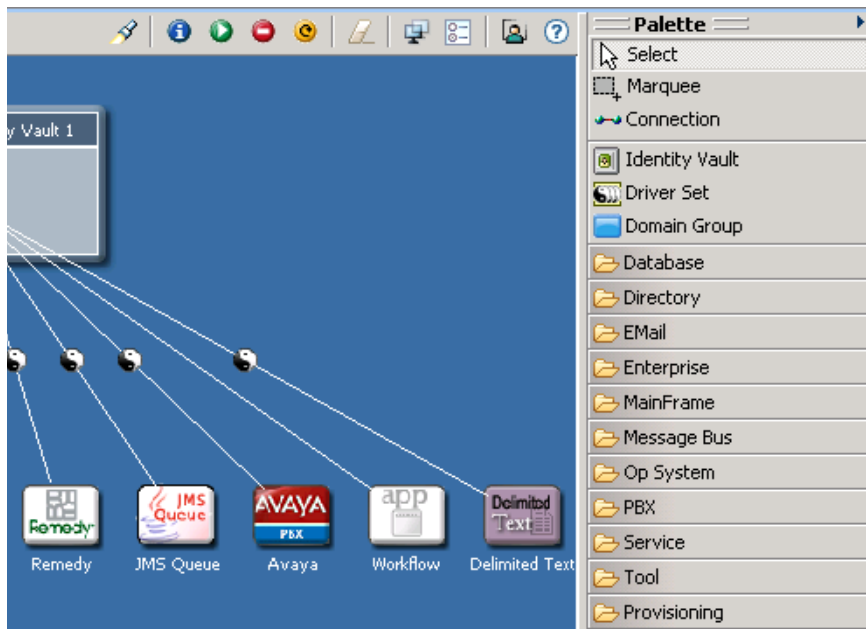 Palette
Select
Marquee
Connection
y Vault 1
Identity Vault
Driver Set
Domain Group
Database
Directory
EMail
Enterprise
MainFrame
Message Bus
Op System
PBX
Service
Tool
Provisioning
Remedy
JMS
Queue
AVAYA
PBX
app
Delimited
Text
Remedy
JMS Queue
Avaya
Workflow
Delimited Text